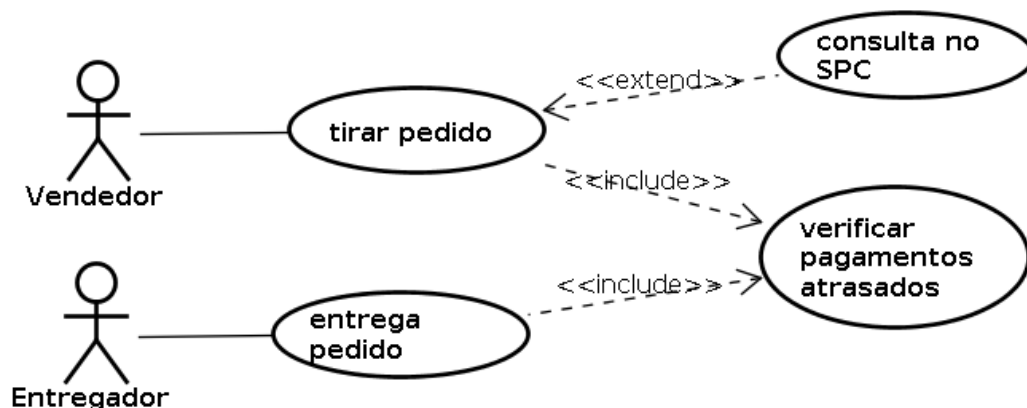 consulta no
SPC
<<extend>>
tirar pedido
Vendedor
<<include>>
verificar
pagamentos
atrasados
<<include>>
entrega
pedido
Entregador